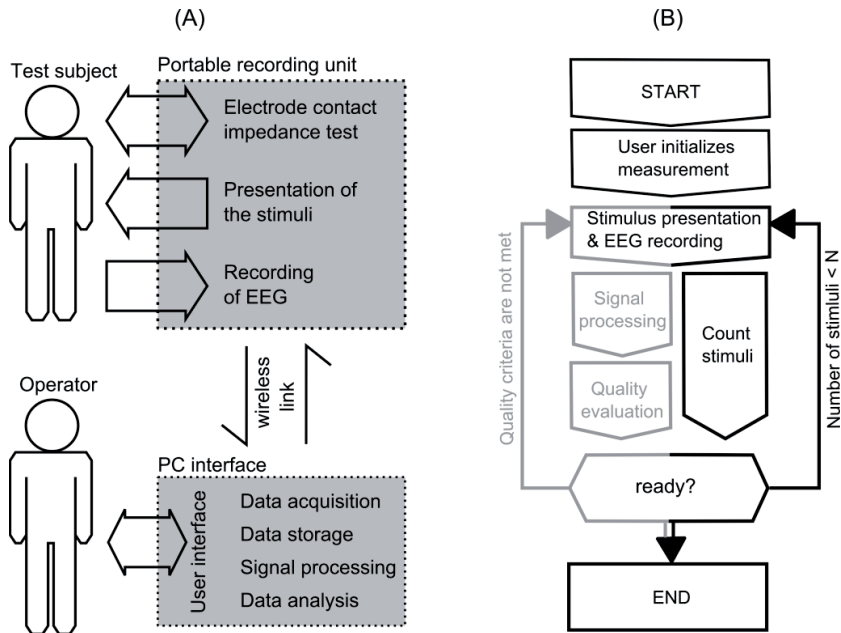 (A)
Test subject
Portable recording unit
Electrode contact
impedance test
Presentation of
the stimuli
Recording
of EEG
wireless
link
Operator
PC interface
User interface
Data acquisition
Data storage
Signal processing
Data analysis
(B)
START
User initializes
measurement
Stimulus presentation
& EEG recording
Quality criteria are not met
Signal
processing
Quality
evaluation
Count
stimuli
Number of stimluli < N
ready?
END